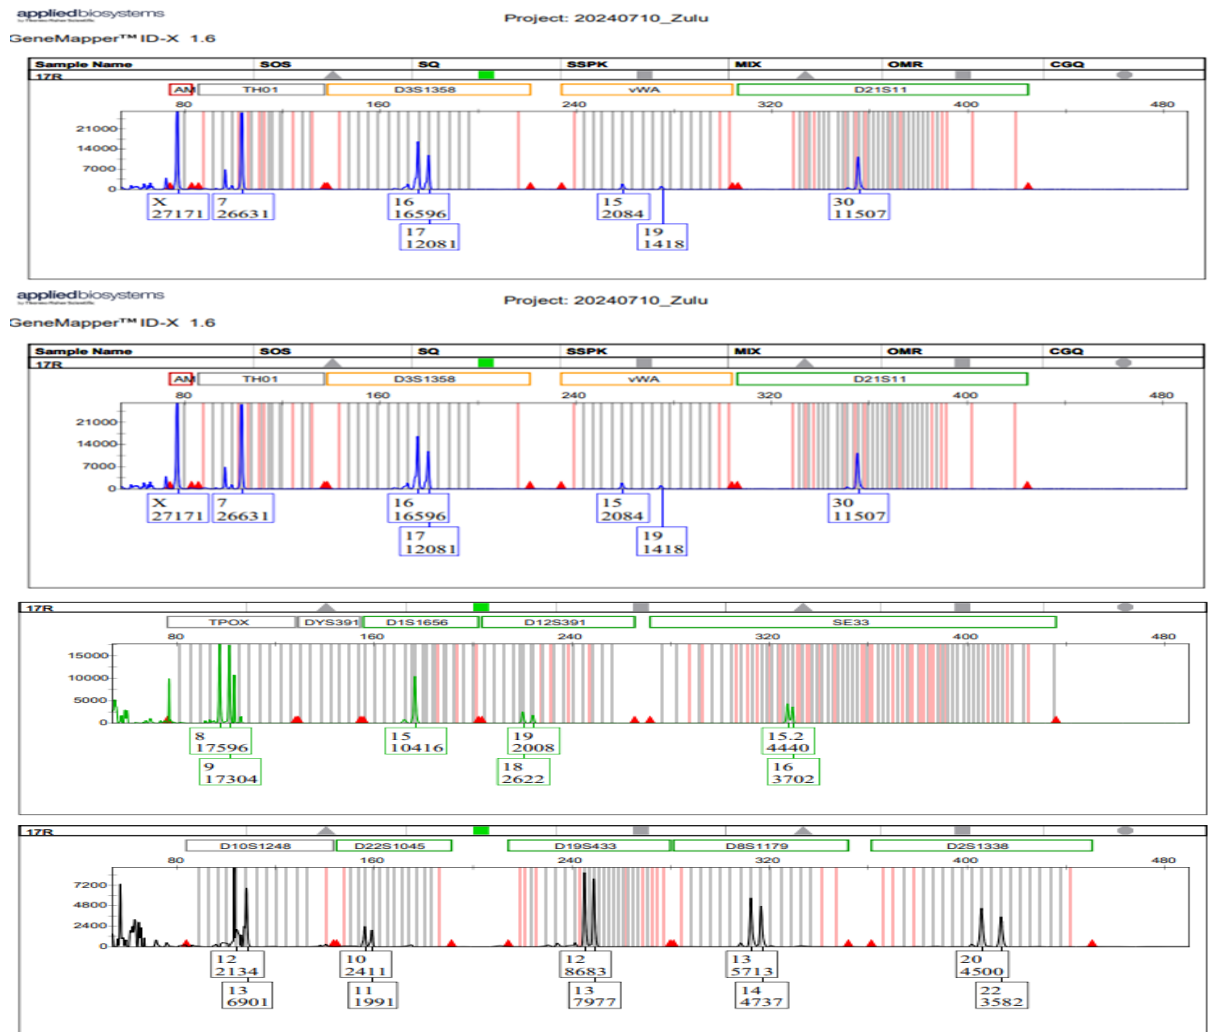 appliedbiosystems
Project: 20240710_Zulu
GeneMapper™ ID-X 1.6
Sample Name SOS SQ SSPK MIX OMR CGQ
17R
AM TH01 D3S1358 vWA D21S11
80 160 240 320 400 480
21000
14000
7000
0
X 7 16 15 30
27171 26631 16596 2084 11507
17 19
12081 1418
appliedbiosystems
Project: 20240710_Zulu
GeneMapper™ ID-X 1.6
Sample Name SOS SQ SSPK MIX OMR CGQ
17R
AM TH01 D3S1358 vWA D21S11
80 160 240 320 400 480
21000
14000
7000
0
X 7 16 15 30
27171 26631 16596 2084 11507
17 19
12081 1418
17R
TPOX DYS391 D1S1656 D12S391 SE33
80 160 240 320 400 480
15000
10000
5000
0
8 15 19 15.2
17596 10416 2008 4440
9 18 16
17304 2622 3702
17R
D10S1248 D22S1045 D19S433 D8S1179 D2S1338
80 160 240 320 400 480
7200
4800
2400
0
12 10 12 13 20
2134 2411 8683 5713 4500
13 11 13 14 22
6901 1991 7977 4737 3582